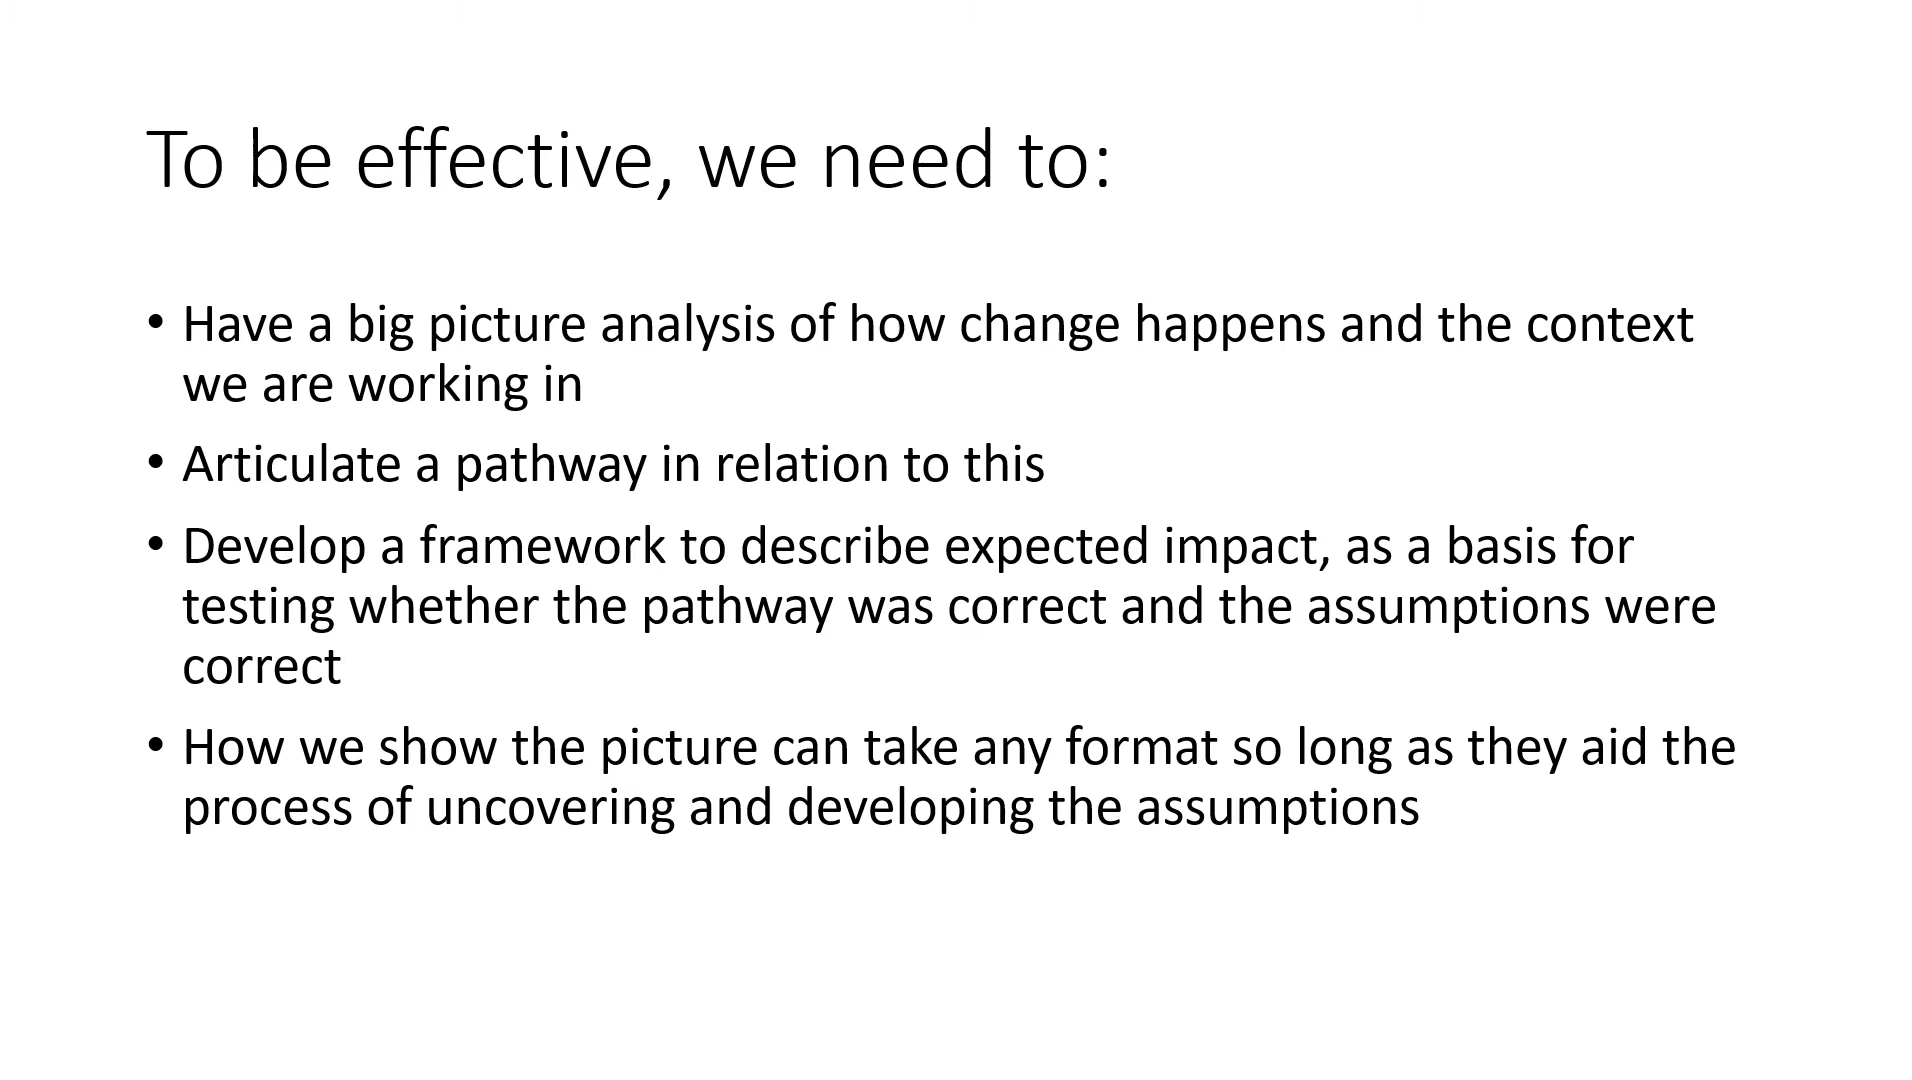 To be effective, we need to:
• Have a big picture analysis of how change happens and the context
we are working in
• Articulate a pathway in relation to this
• Develop a framework to describe expected impact, as a basis for
testing whether the pathway was correct and the assumptions were
correct
• How we show the picture can take any format so long as they aid the
process of uncovering and developing the assumptions